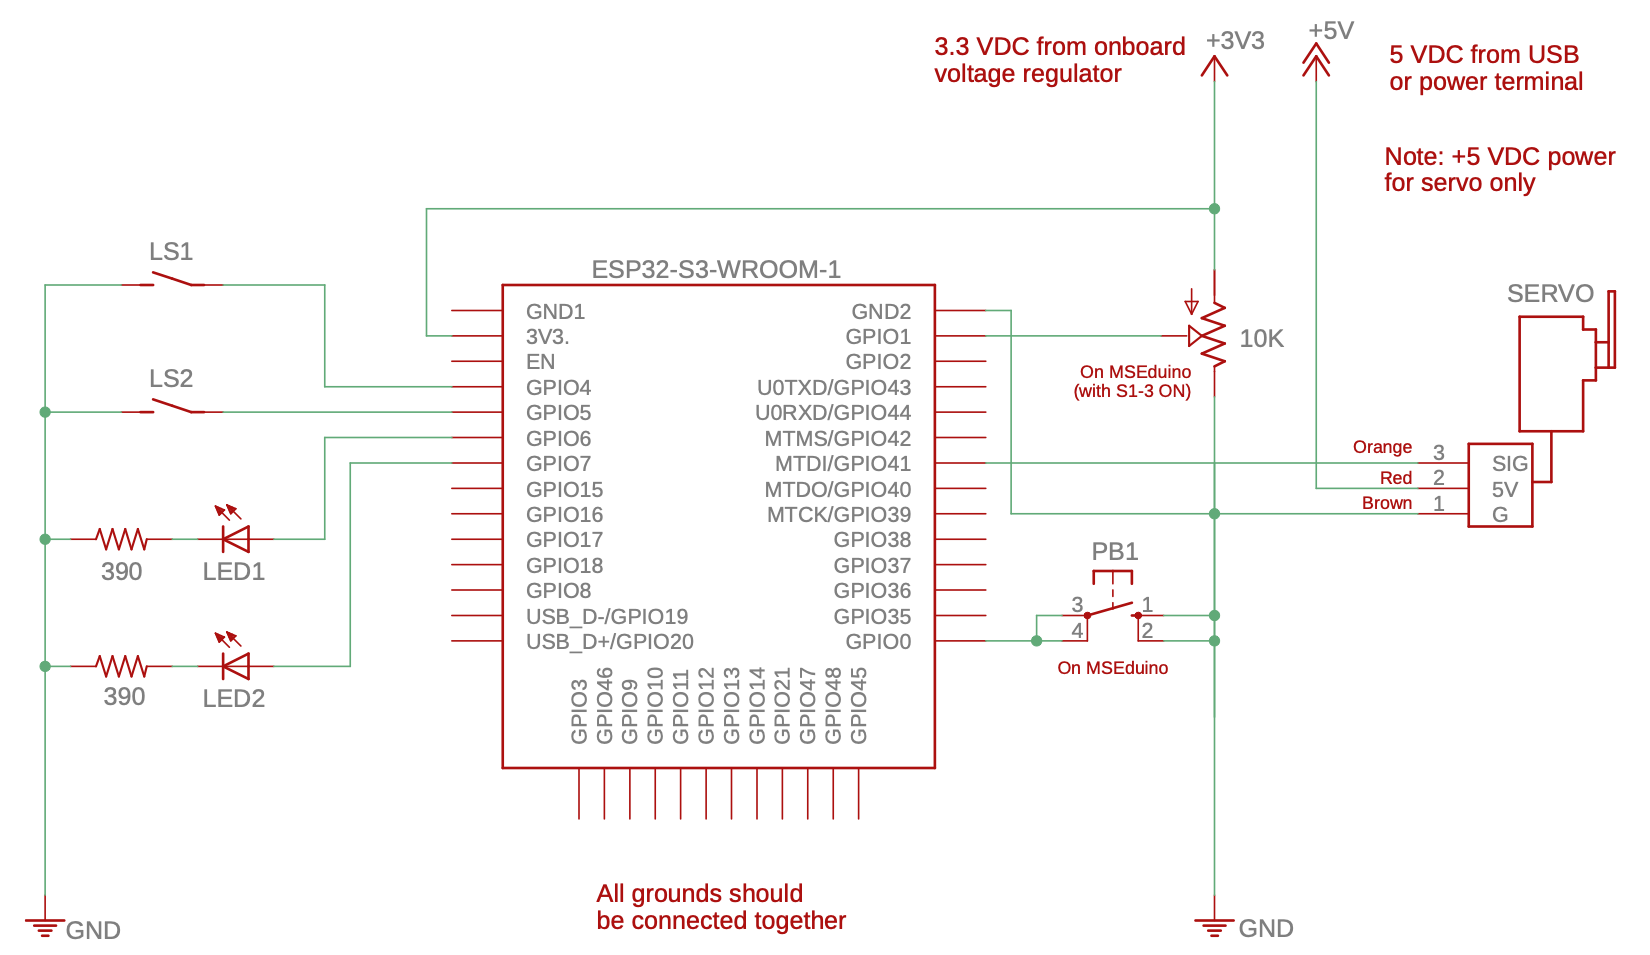 3.3 VDC from onboard
voltage regulator
+3V3
+5V
5 VDC from USB
or power terminal
Note: +5 VDC power
for servo only
LS1
LS2
390
LED1
390
LED2
GND
ESP32-S3-WROOM-1
GND1
3V3.
EN
GPIO4
GPIO5
GPIO6
GPIO7
GPIO15
GPIO16
GPIO17
GPIO18
GPIO8
USB_D-/GPIO19
USB_D+/GPIO20
GPIO3
GPIO46
GPIO9
GPIO10
GPIO11
GPIO12
GPIO13
GPIO14
GPIO21
GPIO47
GPIO48
GPIO45
GND2
GPIO1
GPIO2
U0TXD/GPIO43
U0RXD/GPIO44
MTMS/GPIO42
MTDI/GPIO41
MTDO/GPIO40
MTCK/GPIO39
GPIO38
GPIO37
GPIO36
GPIO35
GPIO0
10K
On MSEduino
(with S1-3 ON)
SERVO
Orange 3 SIG
Red 2 5V
Brown 1 G
PB1
3 1
4 2
On MSEduino
All grounds should
be connected together
GND